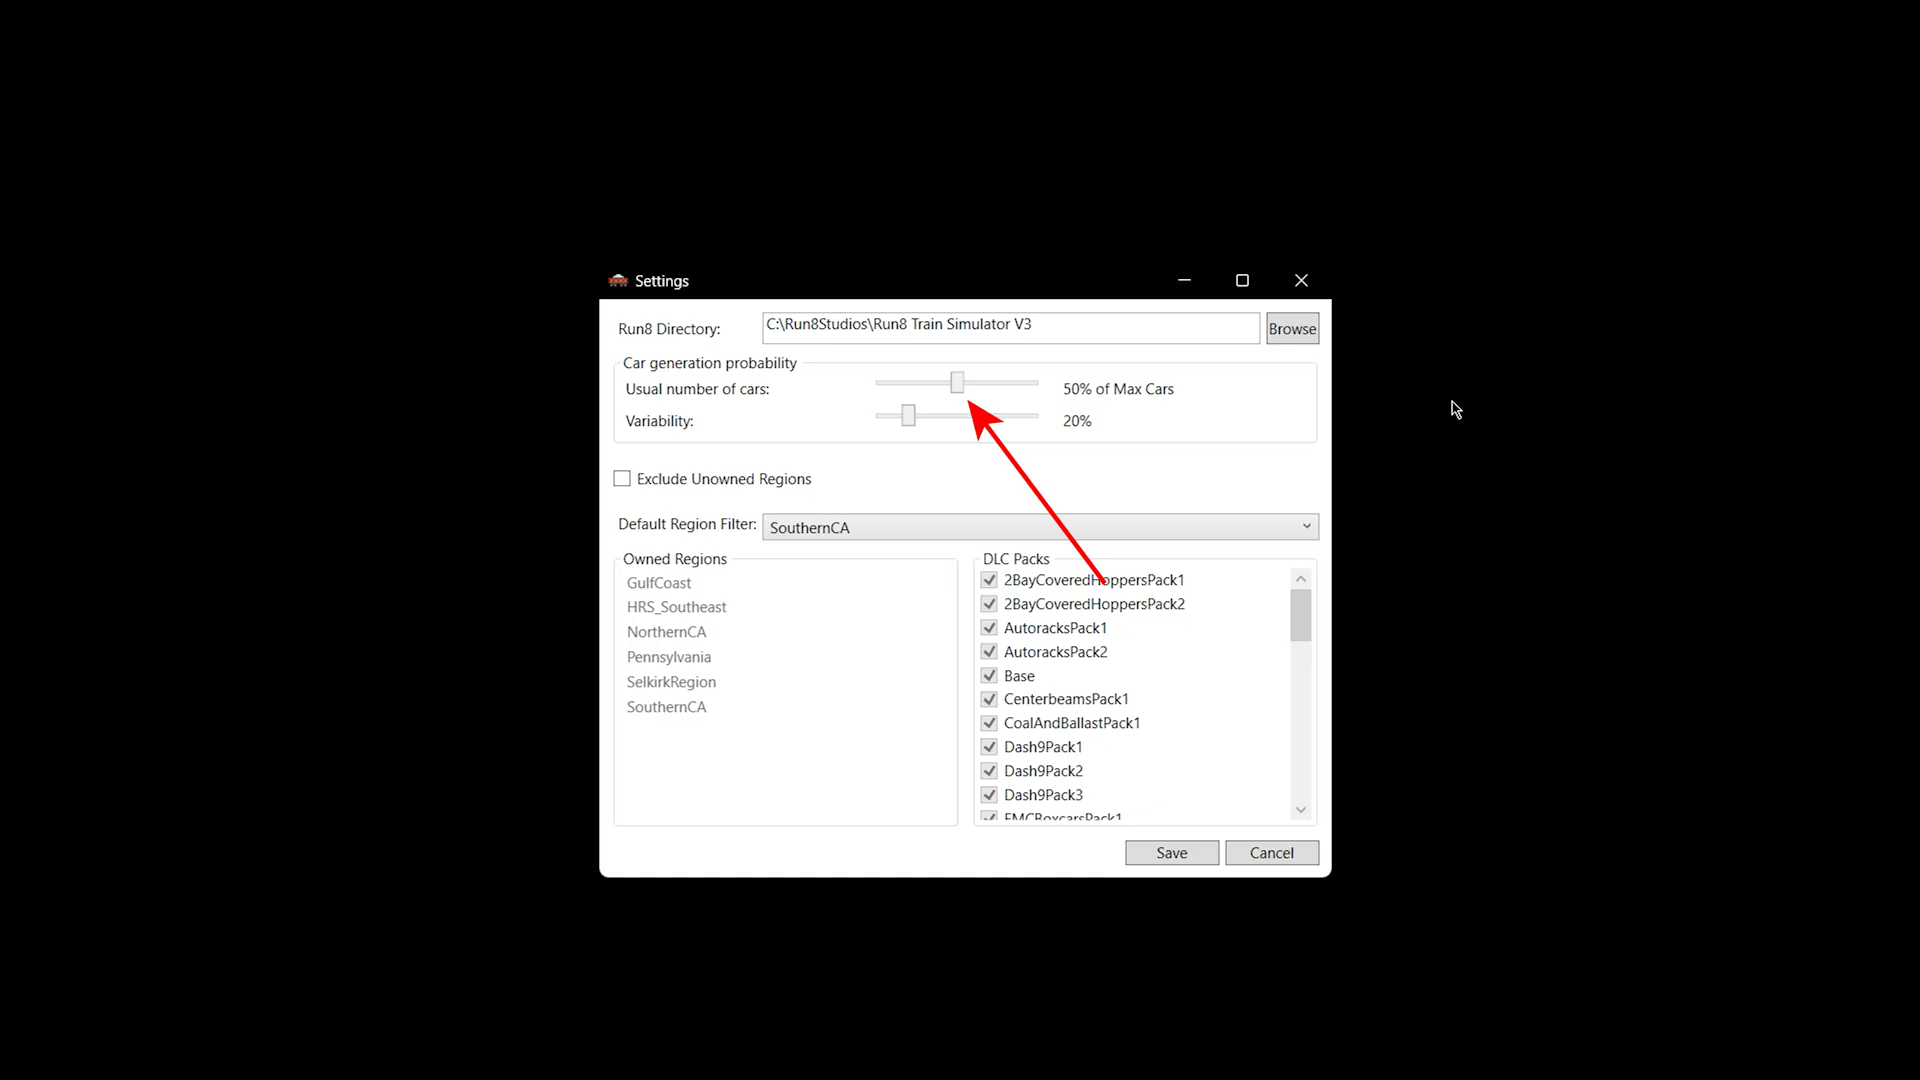 Settings
Run8 Directory: C:\Run8Studios\Run8 Train Simulator V3 Browse
Car generation probability
Usual number of cars: 50% of Max Cars
Variability: 20%
Exclude Unowned Regions
Default Region Filter: SouthernCA
Owned Regions
GulfCoast
HRS_Southeast
NorthernCA
Pennsylvania
SelkirkRegion
SouthernCA
DLC Packs
2BayCoveredHoppersPack1
2BayCoveredHoppersPack2
AutoracksPack1
AutoracksPack2
Base
CenterbeamsPack1
CoalAndBallastPack1
Dash9Pack1
Dash9Pack2
Dash9Pack3
FMCBoxcarsPack1
Save Cancel